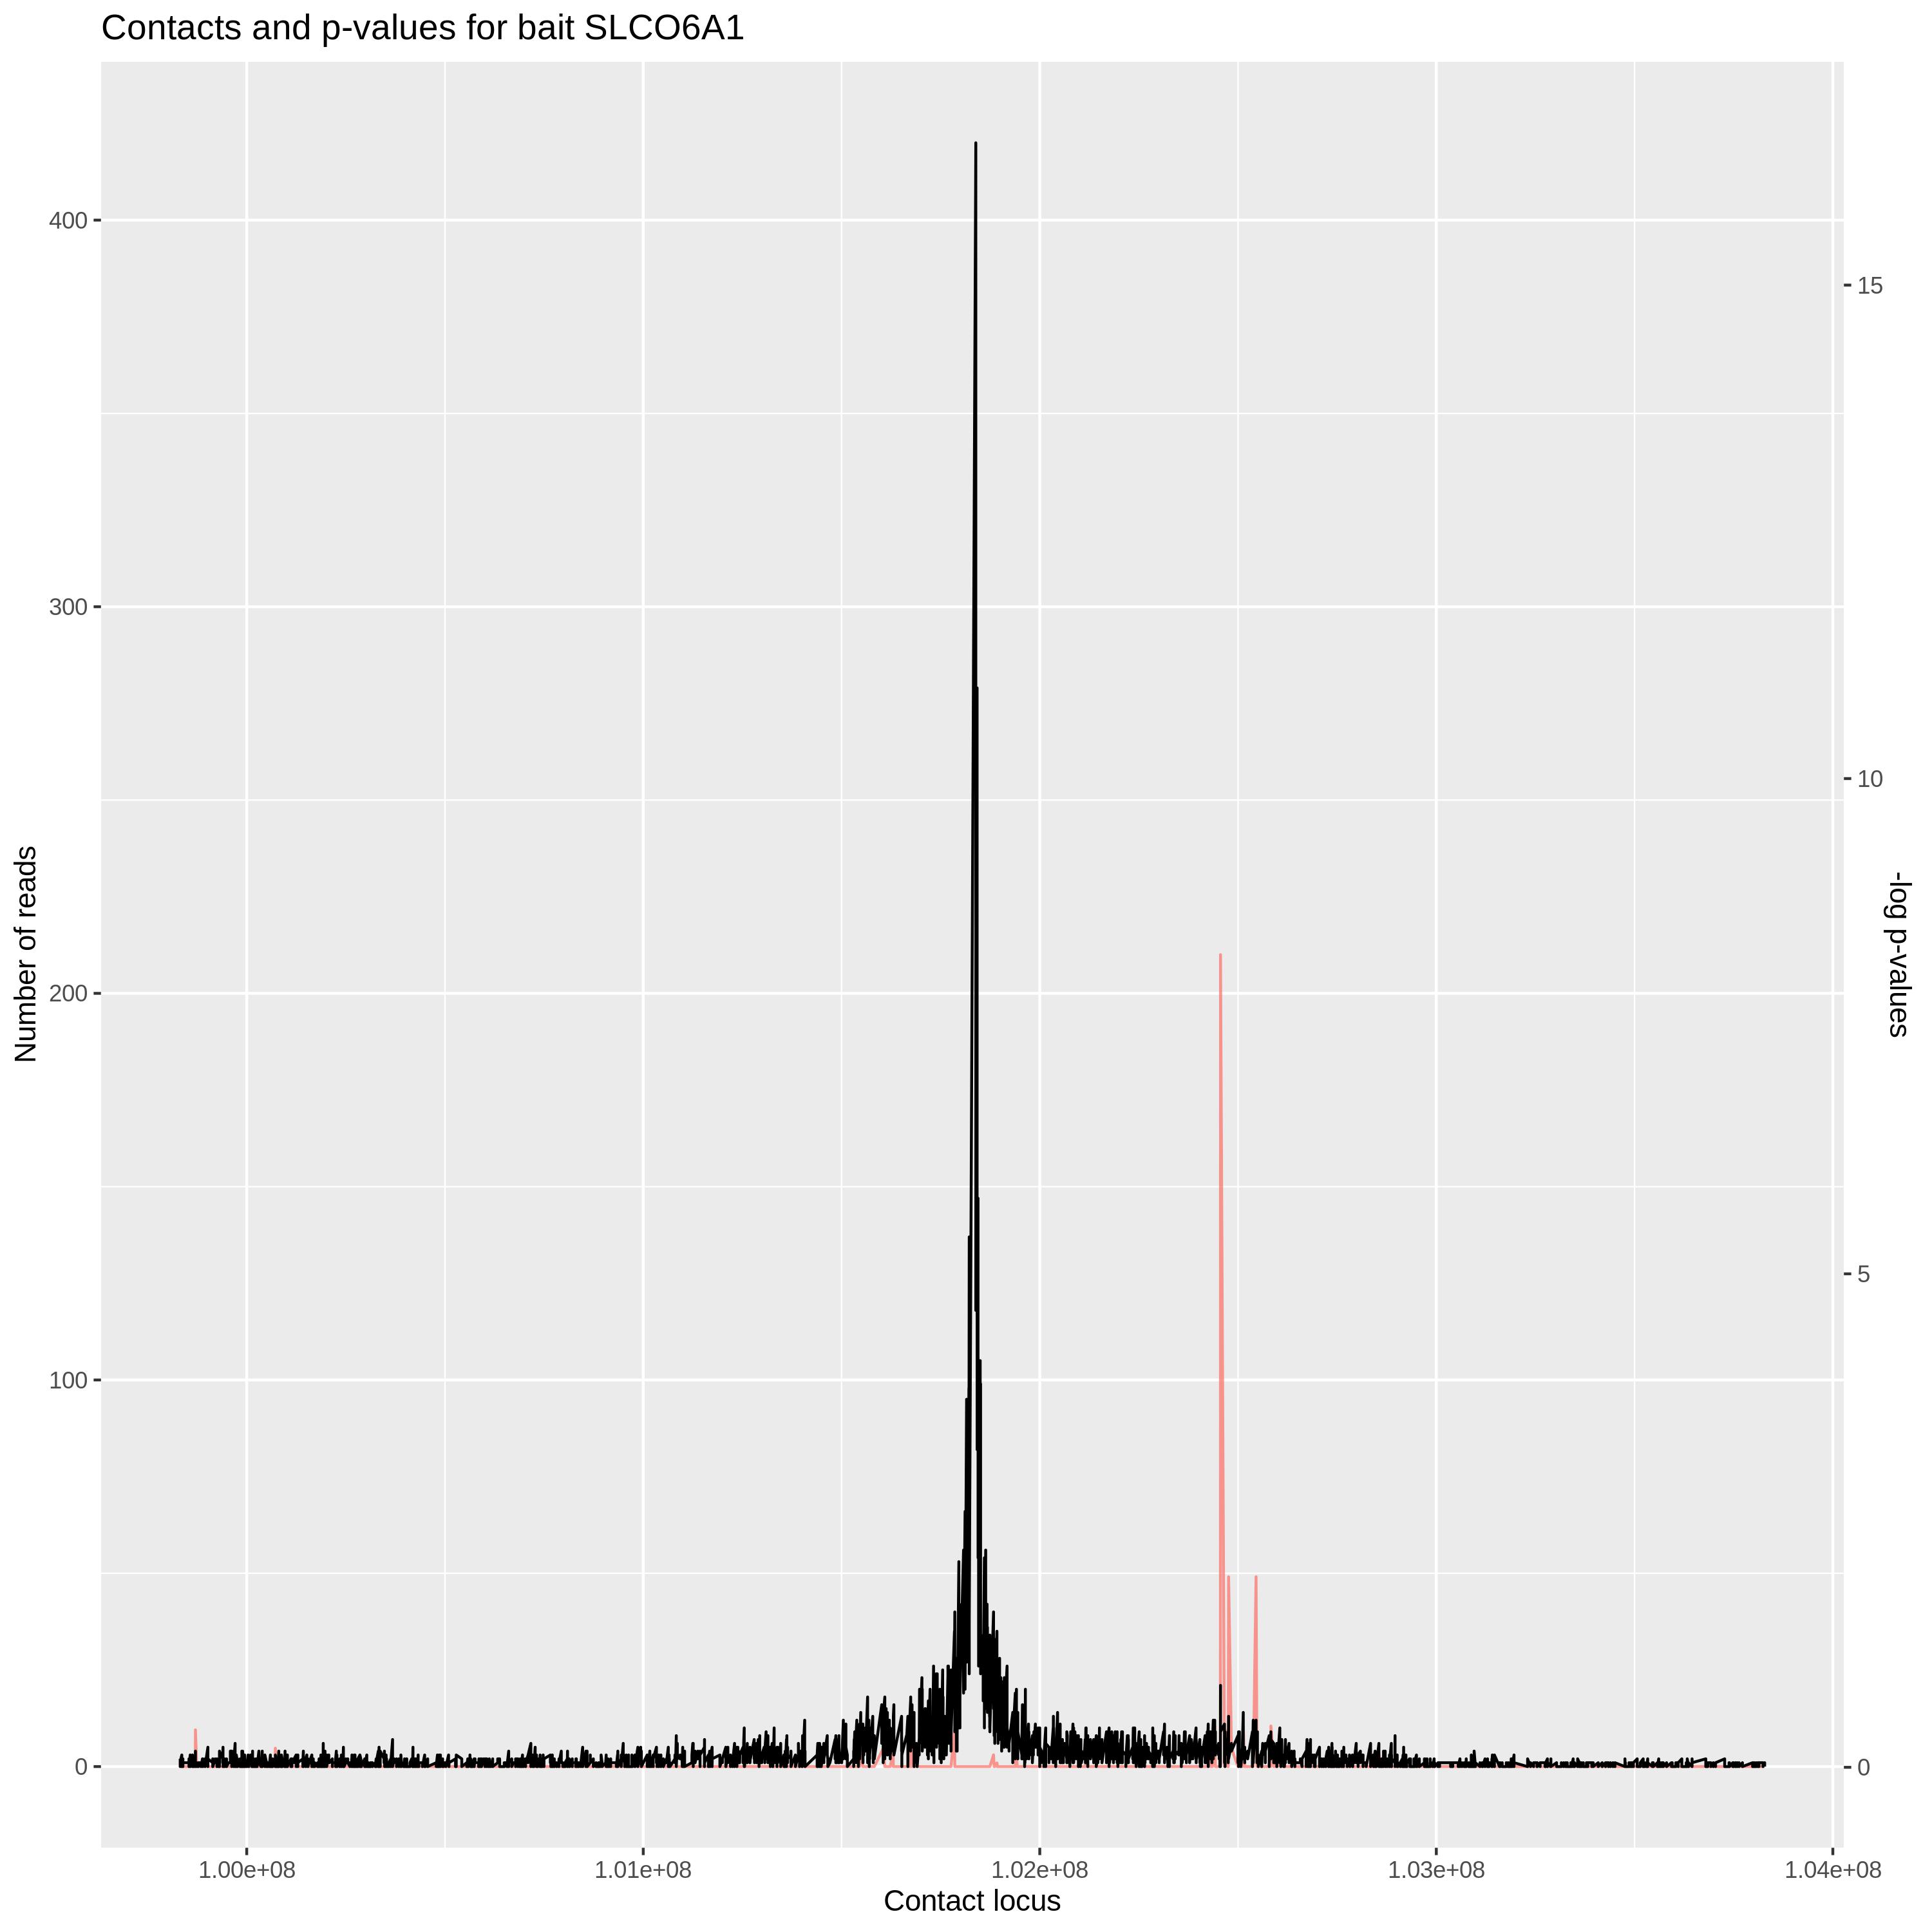 Contacts and p-values for bait SLCO6A1
400
300
200
100
0
Number of reads
15
10
5
0
-log p-values
1.00e+08
1.01e+08
1.02e+08
1.03e+08
1.04e+08
Contact locus